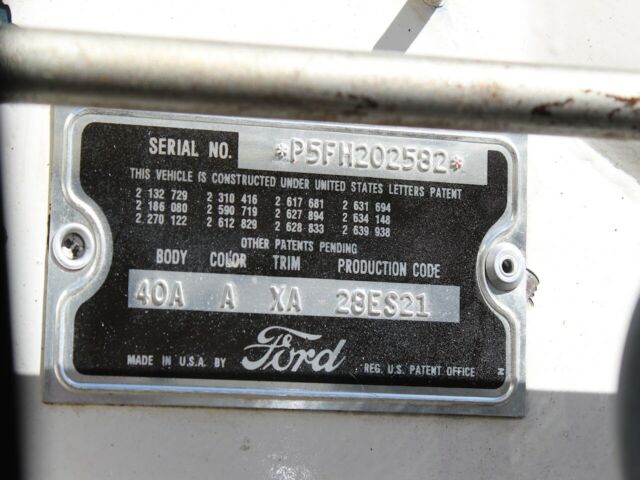 SERIAL NO. *P5FH202582*
THIS VEHICLE IS CONSTRUCTED UNDER UNITED STATES LETTERS PATENT
2 132 729 2 310 416 2 617 681 2 631 694
2 186 080 2 590 719 2 627 894 2 634 148
2 270 122 2 612 829 2 628 833 2 639 938
OTHER PATENTS PENDING
BODY COLOR TRIM PRODUCTION CODE
40A A XA 28ES21
MADE IN U.S.A. BY Ford REG. U.S. PATENT OFFICE